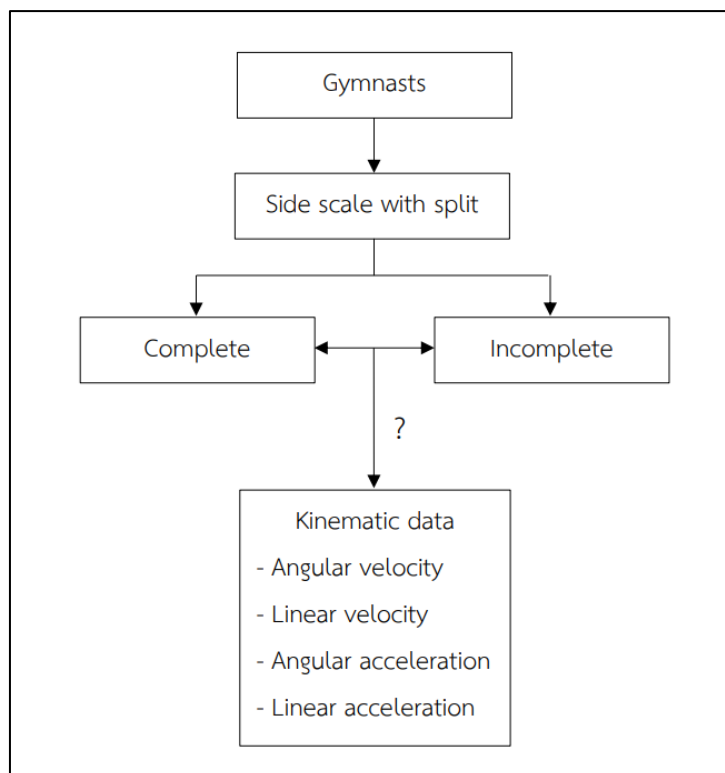 Gymnasts
Side scale with split
Complete
Incomplete
?
Kinematic data
- Angular velocity
- Linear velocity
- Angular acceleration
- Linear acceleration